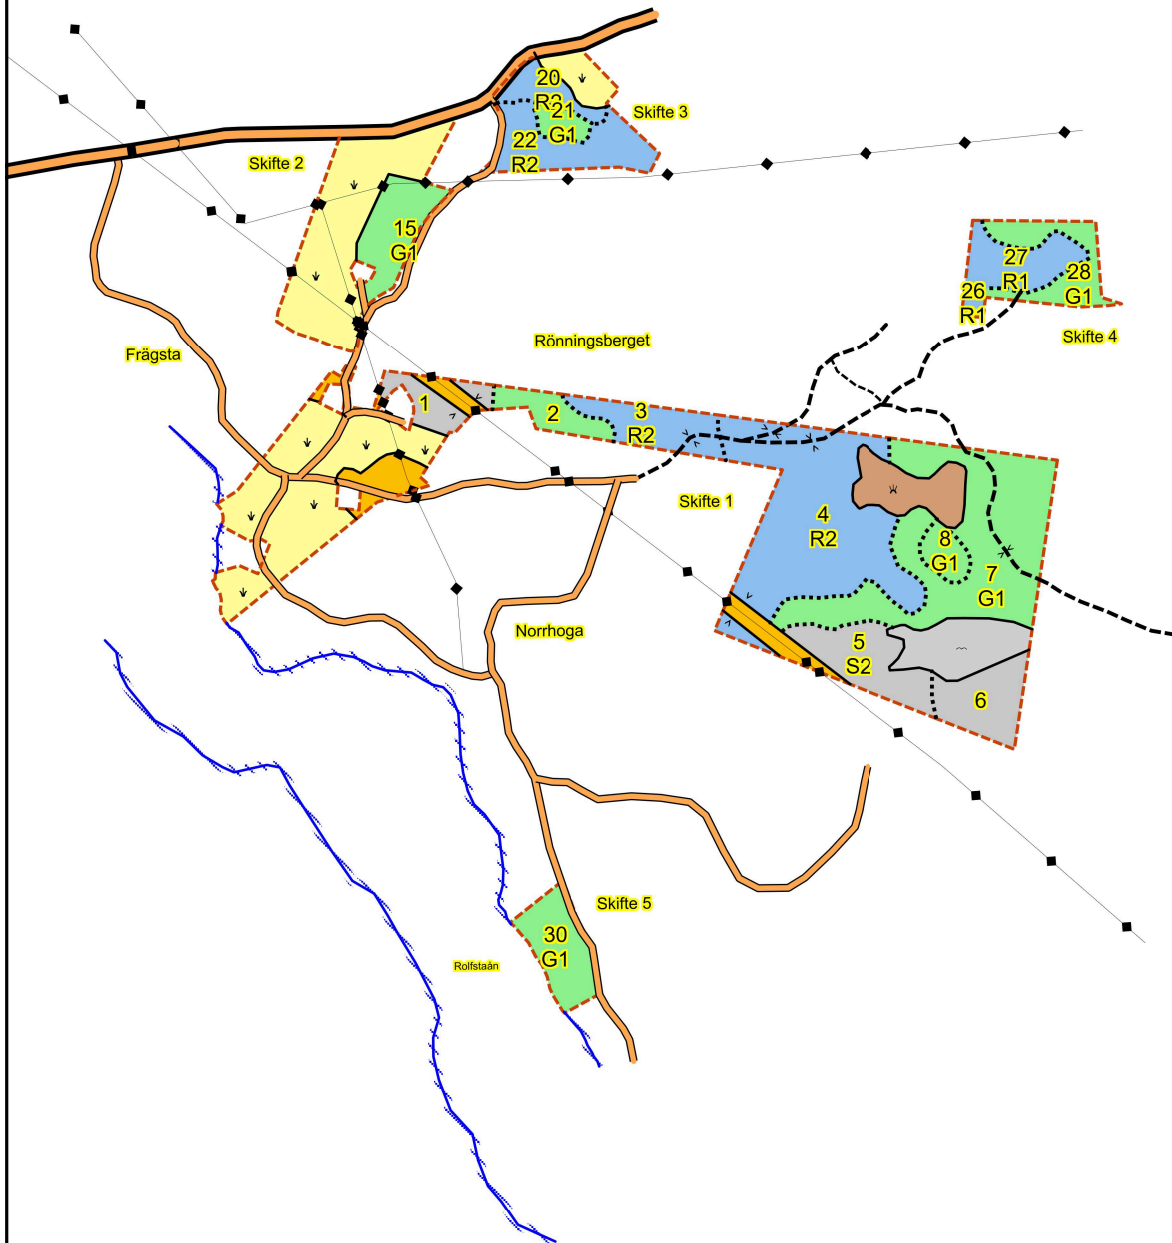 20
R2
21
G1
Skifte 3
22
R2
Skifte 2
15
G1
27
R1
28
G1
26
R1
Skifte 4
Rönningsberget
Frägsta
1
2
3
R2
Skifte 1
4
R2
8
G1
7
G1
Norrhoga
5
S2
6
Skifte 5
30
G1
Rolfstaån